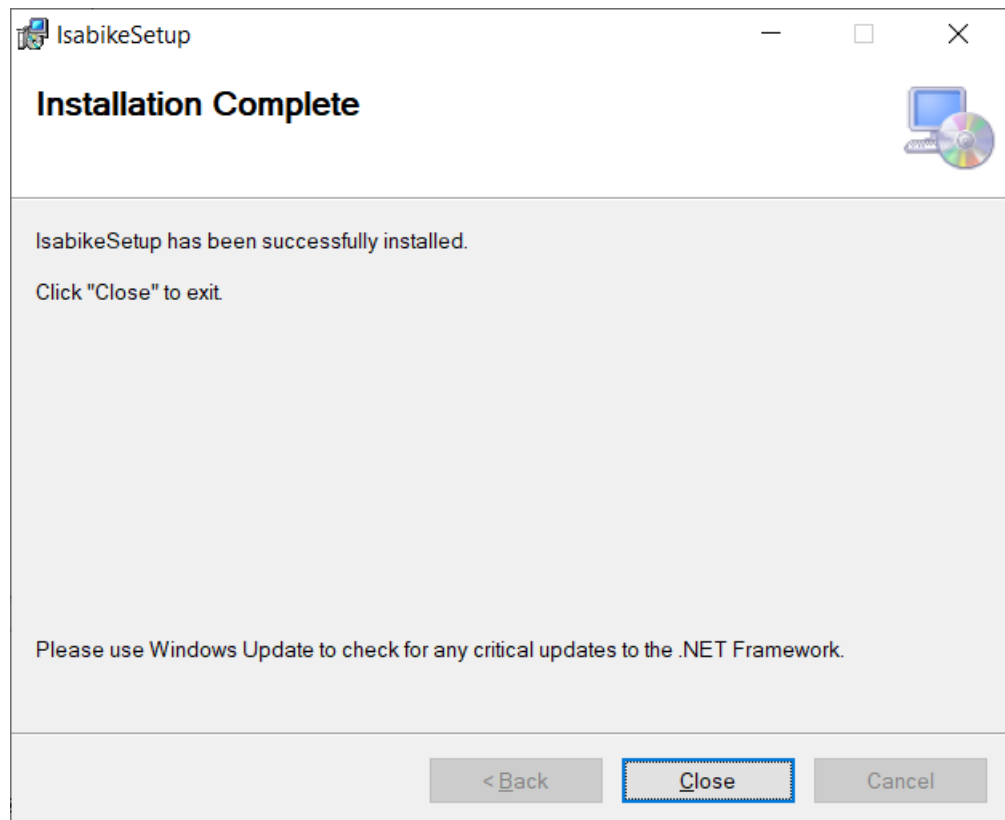 IsabikeSetup
Installation Complete
IsabikeSetup has been successfully installed.
Click "Close" to exit.
Please use Windows Update to check for any critical updates to the .NET Framework.
< Back
Close
Cancel